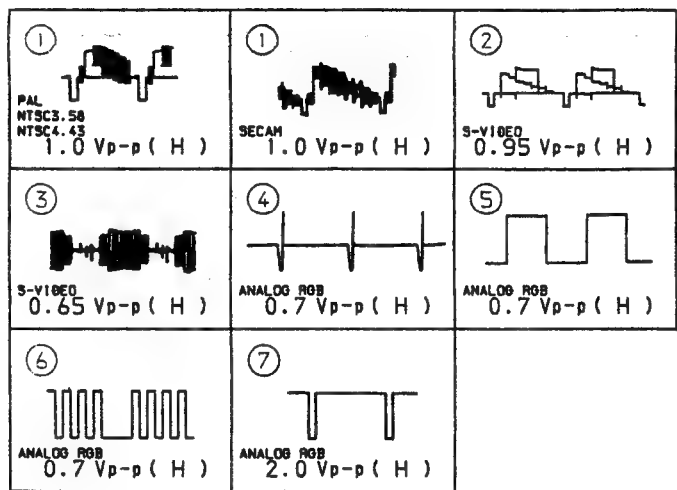 ①
PAL
NTSC3.58
NTSC4.43
1.0 Vp-p ( H )
①
SECAM
1.0 Vp-p ( H )
②
S-VIDEO
0.95 Vp-p ( H )
③
S-VIDEO
0.65 Vp-p ( H )
④
ANALOG RGB
0.7 Vp-p ( H )
⑤
ANALOG RGB
0.7 Vp-p ( H )
⑥
ANALOG RGB
0.7 Vp-p ( H )
⑦
ANALOG RGB
2.0 Vp-p ( H )